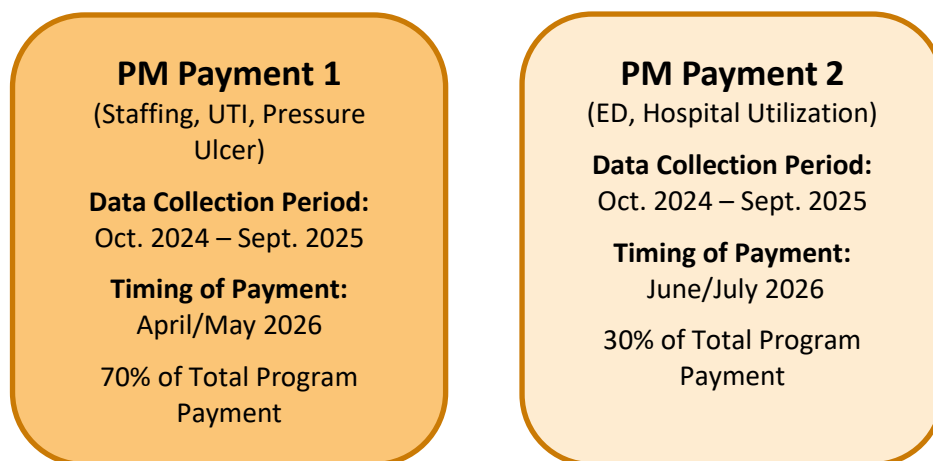 PM Payment 1
(Staffing, UTI, Pressure
Ulcer)
Data Collection Period:
Oct. 2024 – Sept. 2025
Timing of Payment:
April/May 2026
70% of Total Program
Payment
PM Payment 2
(ED, Hospital Utilization)
Data Collection Period:
Oct. 2024 – Sept. 2025
Timing of Payment:
June/July 2026
30% of Total Program
Payment